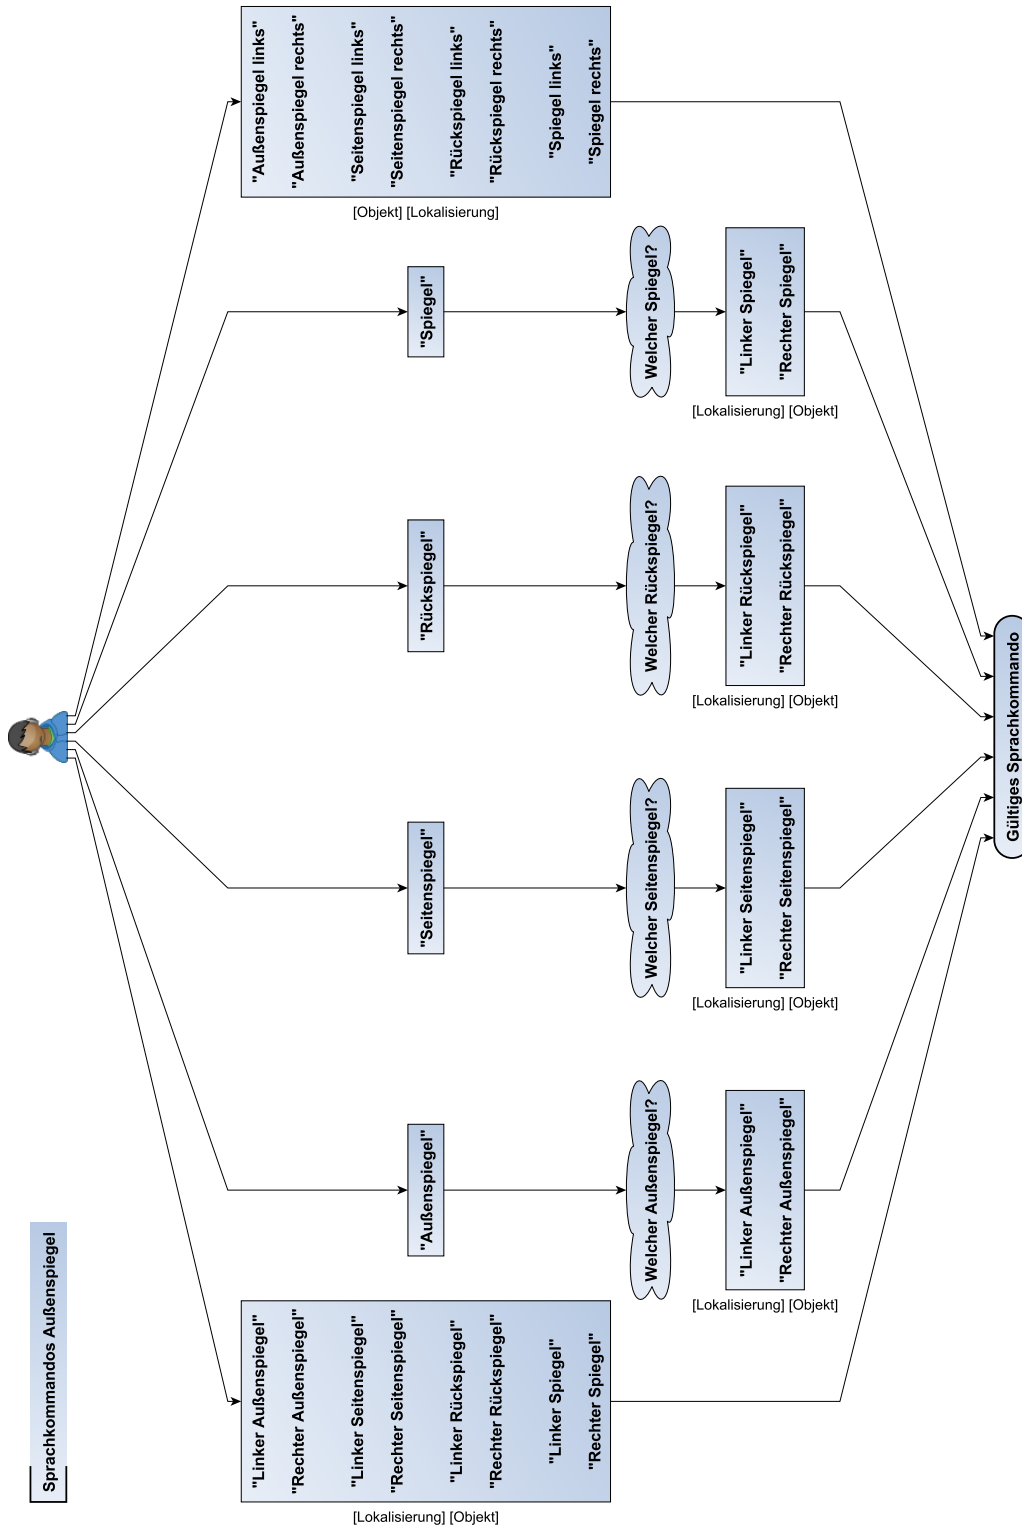 Sprachkommandos Außenspiegel
"Linker Außenspiegel"
"Rechter Außenspiegel"
"Linker Seitenspiegel"
"Rechter Seitenspiegel"
"Linker Rückspiegel"
"Rechter Rückspiegel"
"Linker Spiegel"
"Rechter Spiegel"
[Lokalisierung] [Objekt]
"Außenspiegel"
Welcher Außenspiegel?
"Linker Außenspiegel"
"Rechter Außenspiegel"
[Lokalisierung] [Objekt]
"Seitenspiegel"
Welcher Seitenspiegel?
"Linker Seitenspiegel"
"Rechter Seitenspiegel"
[Lokalisierung] [Objekt]
"Rückspiegel"
Welcher Rückspiegel?
"Linker Rückspiegel"
"Rechter Rückspiegel"
[Lokalisierung] [Objekt]
"Spiegel"
Welcher Spiegel?
"Linker Spiegel"
"Rechter Spiegel"
[Lokalisierung] [Objekt]
"Außenspiegel links"
"Außenspiegel rechts"
"Seitenspiegel links"
"Seitenspiegel rechts"
"Rückspiegel links"
"Rückspiegel rechts"
"Spiegel links"
"Spiegel rechts"
[Objekt] [Lokalisierung]
Gültiges Sprachkommando